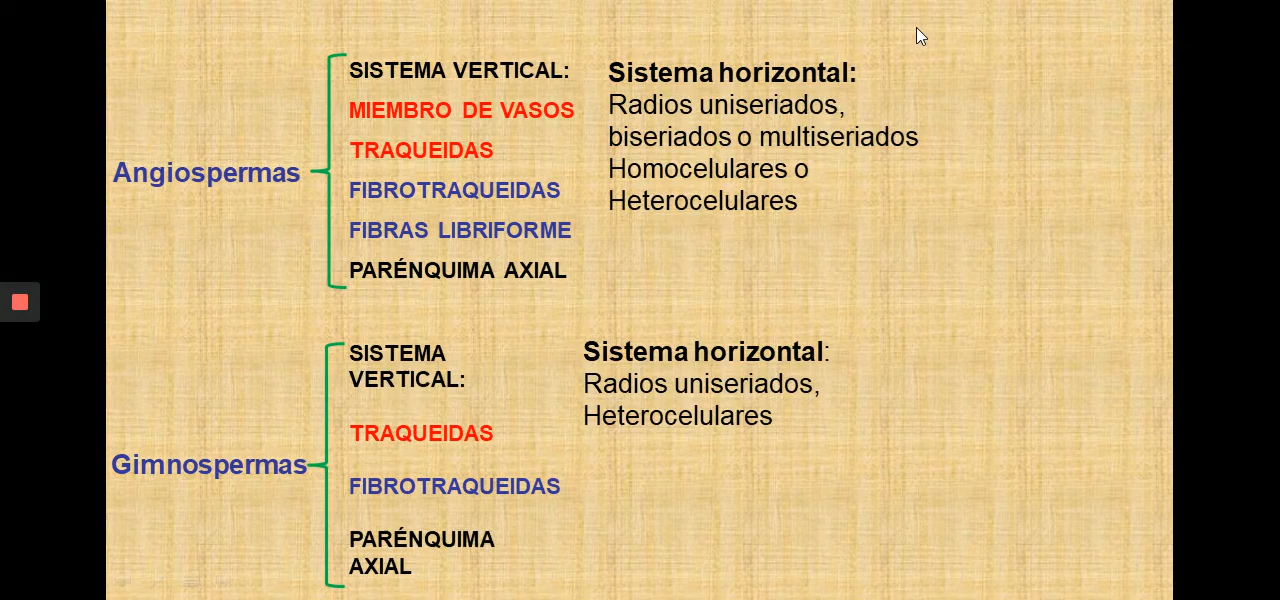 Angiospermas
SISTEMA VERTICAL:
MIEMBRO DE VASOS
TRAQUEIDAS
FIBROTRAQUEIDAS
FIBRAS LIBRIFORME
PARÉNQUIMA AXIAL
Sistema horizontal:
Radios uniseriados,
biseriados o multiseriados
Homocelulares o
Heterocelulares
Gimnospermas
SISTEMA
VERTICAL:
TRAQUEIDAS
FIBROTRAQUEIDAS
PARÉNQUIMA
AXIAL
Sistema horizontal:
Radios uniseriados,
Heterocelulares